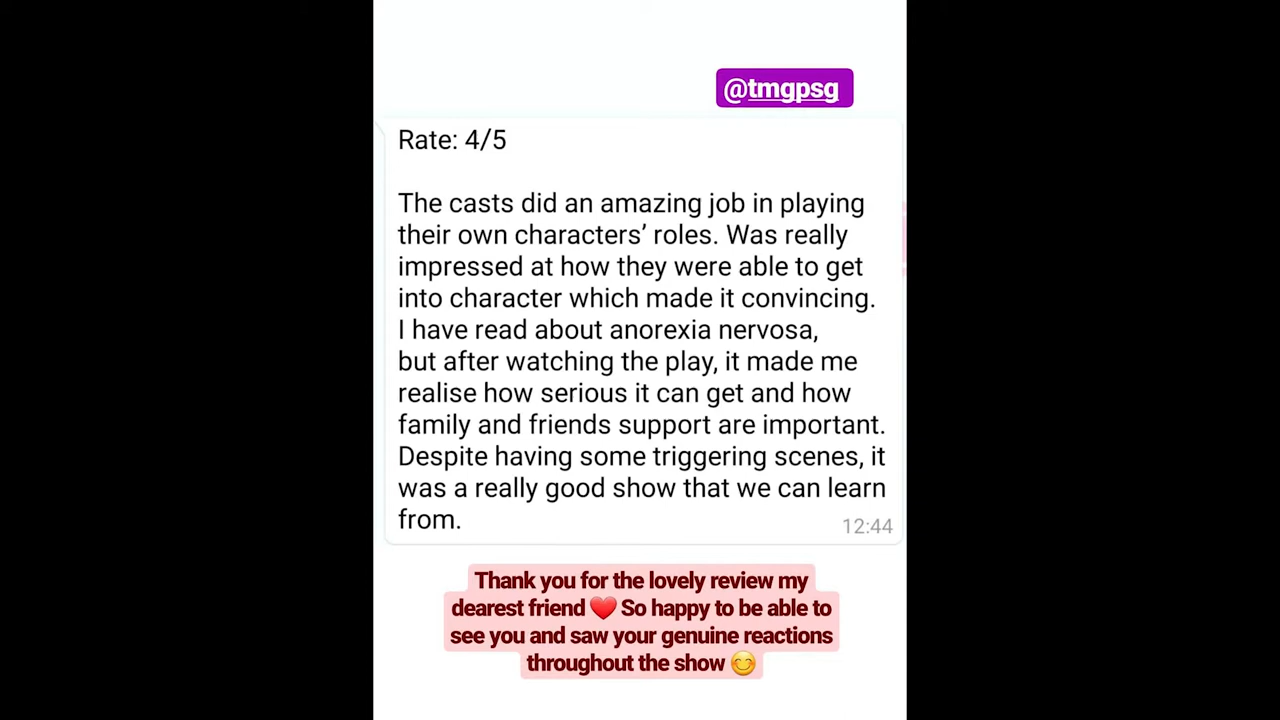 @tmgpsg
Rate: 4/5
The casts did an amazing job in playing
their own characters’ roles. Was really
impressed at how they were able to get
into character which made it convincing.
I have read about anorexia nervosa,
but after watching the play, it made me
realise how serious it can get and how
family and friends support are important.
Despite having some triggering scenes, it
was a really good show that we can learn
from.
12:44
Thank you for the lovely review my
dearest friend ❤️ So happy to be able to
see you and saw your genuine reactions
throughout the show 😊